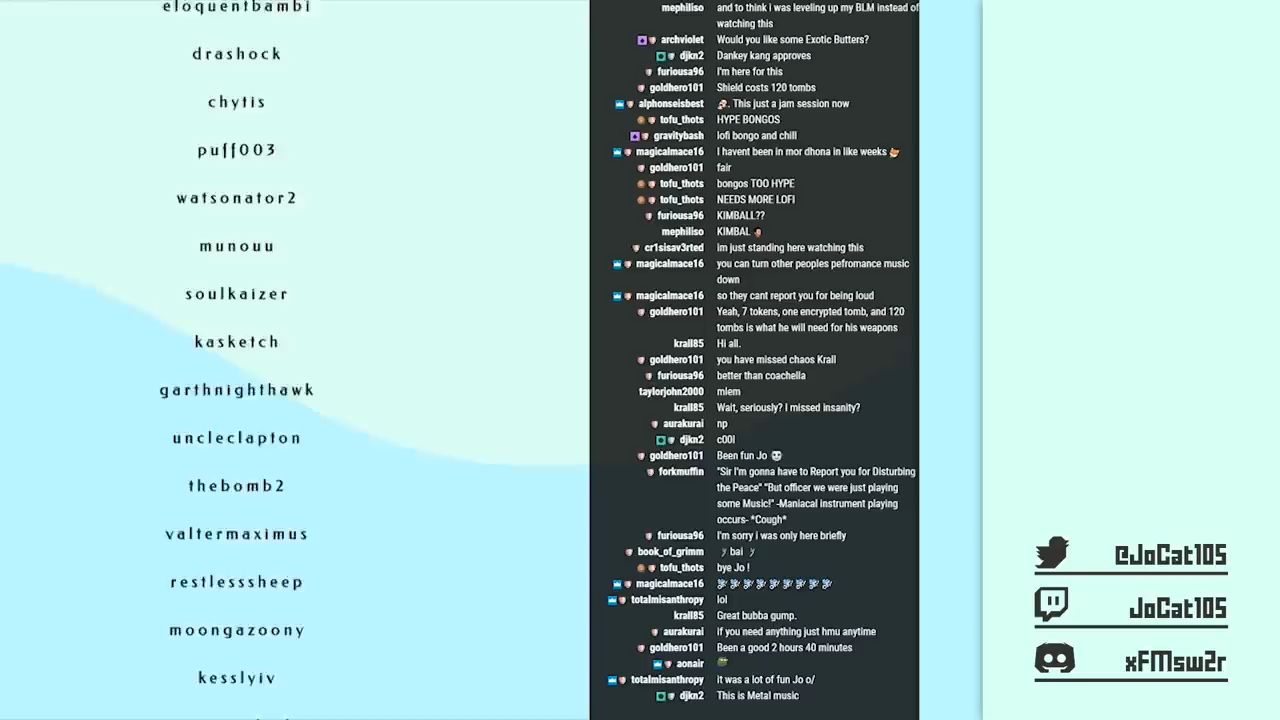 eloquentbambi
drashock
chytis
puff003
watsonator2
munouu
soulkaizer
kasketch
garthnighthawk
uncleclapton
thebomb2
valtermaximus
restlesssheep
moongazoony
kesslyiv
mephiliso and to think i was leveling up my BLM instead of
watching this
archviolet Would you like some Exotic Butters?
djkn2 Dankey kang approves
furiousa96 I'm here for this
goldhero101 Shield costs 120 tombs
alphonseisbest . This just a jam session now
tofu_thots HYPE BONGOS
gravitybash lofi bongo and chill
magicalmace16 I havent been in mor dhona in like weeks
goldhero101 fair
tofu_thots bongos TOO HYPE
tofu_thots NEEDS MORE LOFI
furiousa96 KIMBALL??
mephiliso KIMBAL
cr1sisav3rted im just standing here watching this
magicalmace16 you can turn other peoples pefromance music
down
magicalmace16 so they cant report you for being loud
goldhero101 Yeah, 7 tokens, one encrypted tomb, and 120
tombs is what he will need for his weapons
krall85 Hi all.
goldhero101 you have missed chaos Krall
furiousa96 better than coachella
taylorjohn2000 mlem
krall85 Wait, seriously? I missed insanity?
aurakurai np
djkn2 c00l
goldhero101 Been fun Jo
forkmuffin "Sir I'm gonna have to Report you for Disturbing
the Peace" "But officer we were just playing
some Music!" -Maniacal instrument playing
occurs- *Cough*
furiousa96 I'm sorry i was only here briefly
book_of_grimm ﾂ bai ﾂ
tofu_thots bye Jo !
magicalmace16
totalmisanthropy lol
krall85 Great bubba gump.
aurakurai if you need anything just hmu anytime
goldhero101 Been a good 2 hours 40 minutes
aonair
totalmisanthropy it was a lot of fun Jo o/
djkn2 This is Metal music
@JoCat105
JoCat105
xFMsw2r